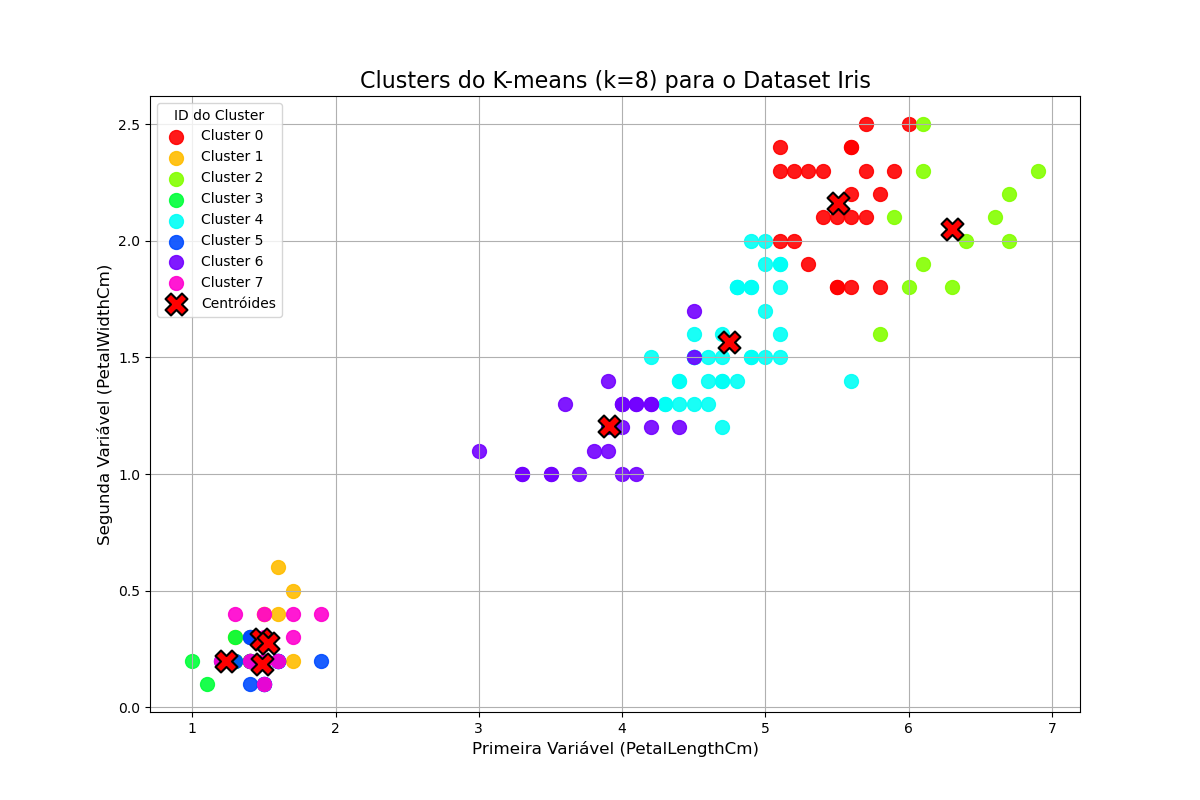 Clusters do K-means (k=8) para o Dataset Iris
ID do Cluster
Cluster 0
Cluster 1
Cluster 2
Cluster 3
Cluster 4
Cluster 5
Cluster 6
Cluster 7
Centróides
2.5
2.0
1.5
1.0
0.5
0.0
Segunda Variável (PetalWidthCm)
1 2 3 4 5 6 7
Primeira Variável (PetalLengthCm)